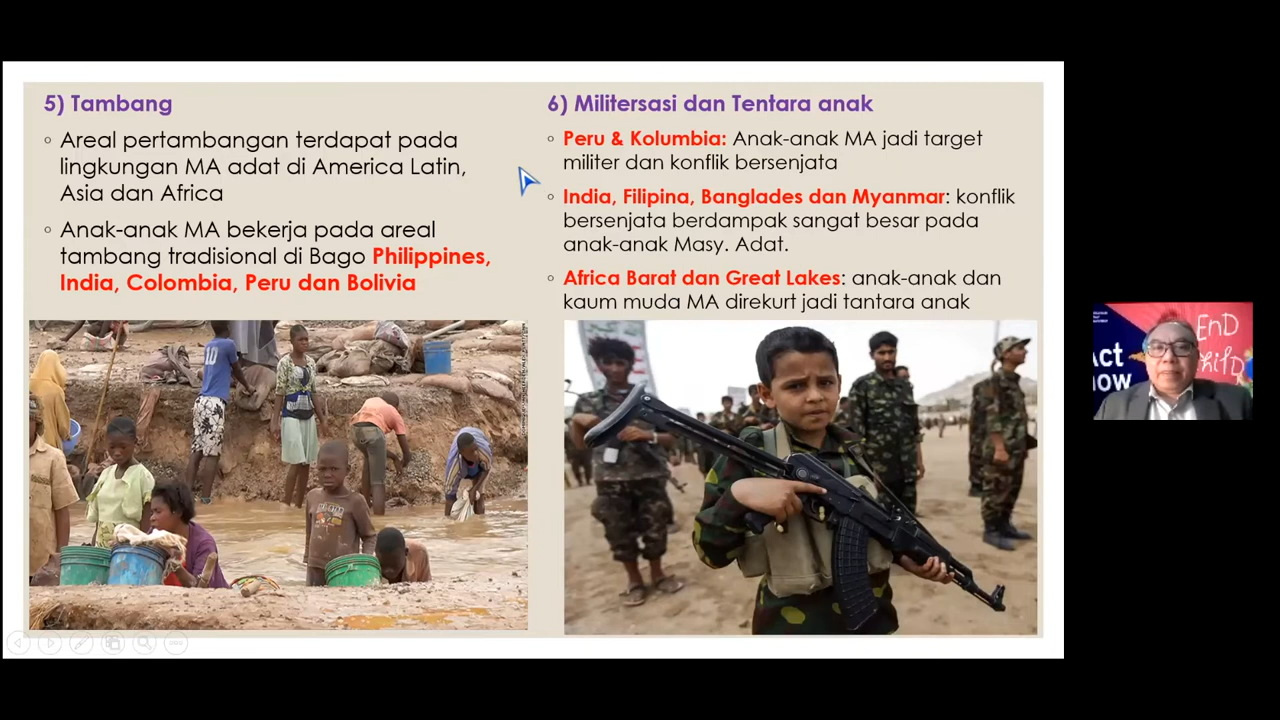 5) Tambang
◦ Areal pertambangan terdapat pada
lingkungan MA adat di America Latin,
Asia dan Africa
◦ Anak-anak MA bekerja pada areal
tambang tradisional di Bago Philippines,
India, Colombia, Peru dan Bolivia
6) Militersasi dan Tentara anak
◦ Peru & Kolumbia: Anak-anak MA jadi target
militer dan konflik bersenjata
◦ India, Filipina, Banglades dan Myanmar: konflik
bersenjata berdampak sangat besar pada
anak-anak Masy. Adat.
◦ Africa Barat dan Great Lakes: anak-anak dan
kaum muda MA direkurt jadi tantara anak
10
Act
now
EnD
chilD